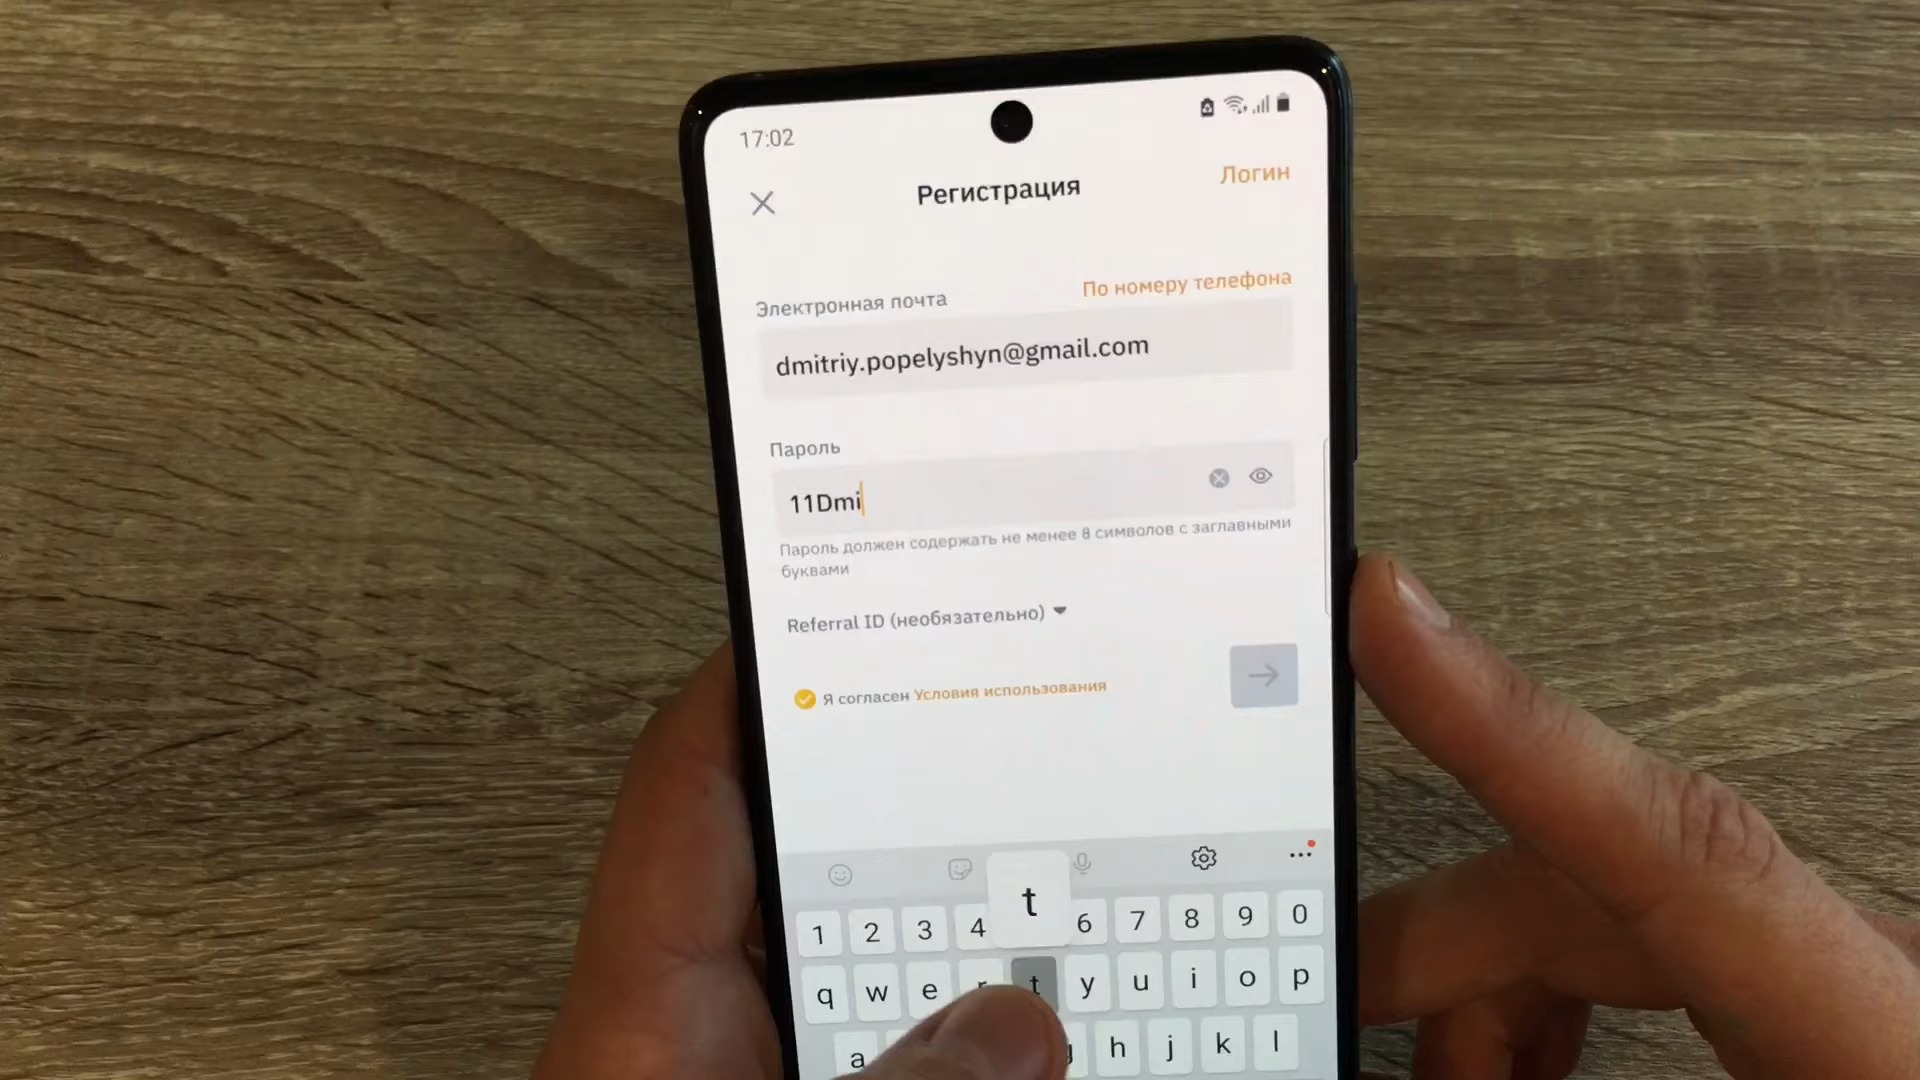 17:02
Регистрация
Логин
Электронная почта
По номеру телефона
dmitriy.popelyshyn@gmail.com
Пароль
11Dmi
Пароль должен содержать не менее 8 символов с заглавными
буквами
Referral ID (необязательно)
Я согласен Условия использования
t
1 2 3 4 6 7 8 9 0
q w e r t y u i o p
a h j k l